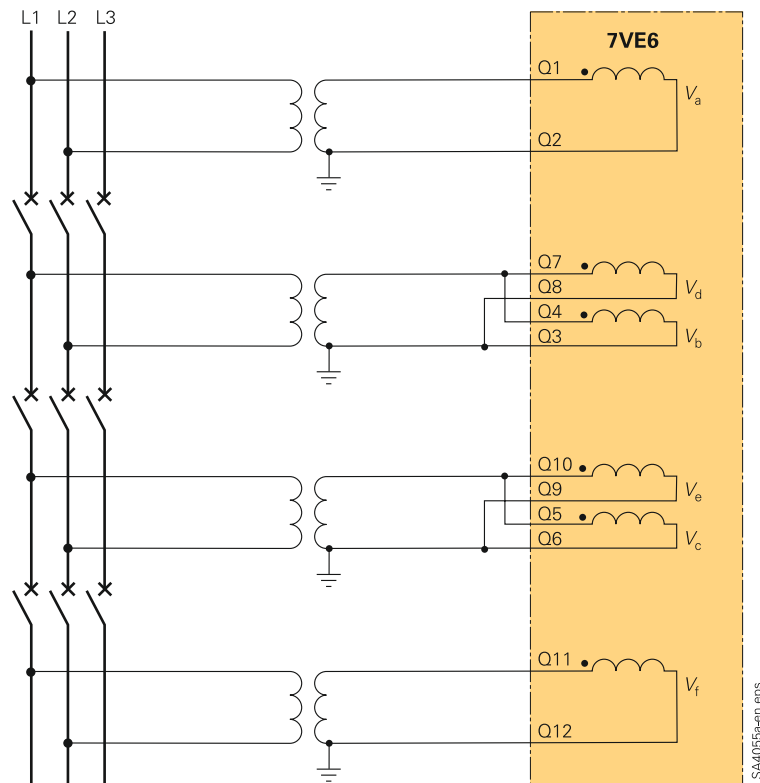 L1 L2 L3
7VE6
Q1
Va
Q2
Q7
Q8
Vd
Q4
Q3
Vb
Q10
Q9
Ve
Q5
Q6
Vc
Q11
Vf
Q12
SA4055a-en.eps